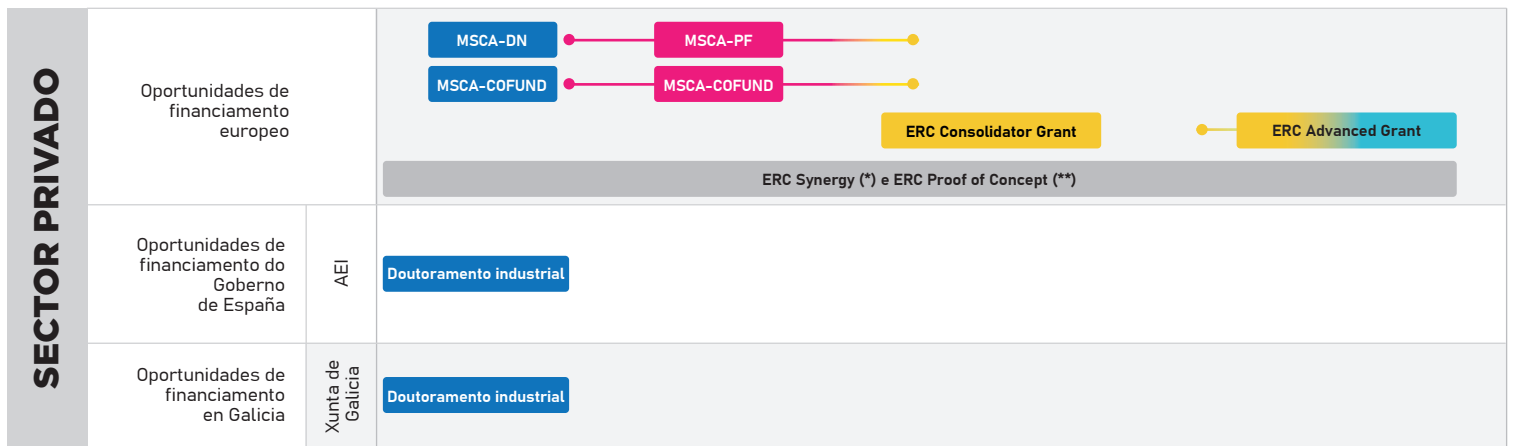 SECTOR PRIVADO
Oportunidades de
financiamento
europeo
MSCA-DN
MSCA-PF
MSCA-COFUND
MSCA-COFUND
ERC Consolidator Grant
ERC Advanced Grant
ERC Synergy (*) e ERC Proof of Concept (**)
Oportunidades de
financiamento do
Goberno
de España
AEI
Doutoramento industrial
Oportunidades de
financiamento
en Galicia
Xunta de
Galicia
Doutoramento industrial